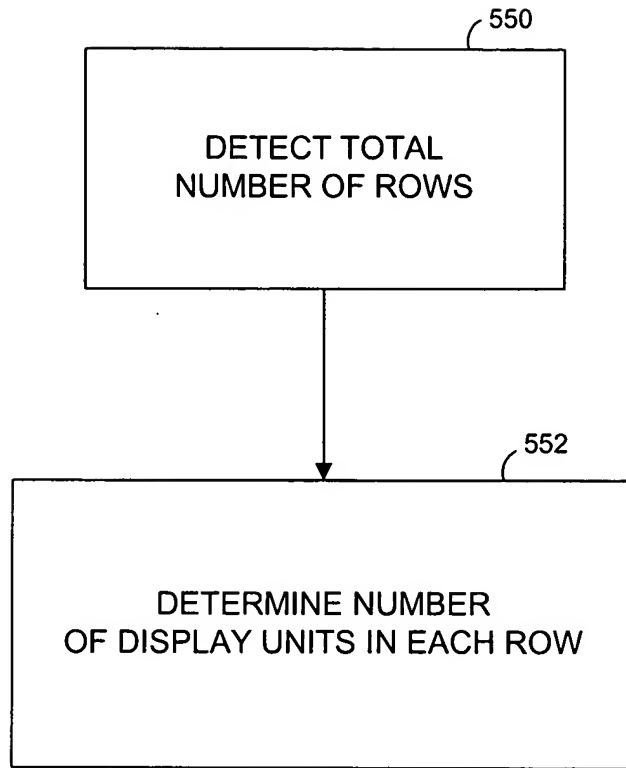 550
DETECT TOTAL
NUMBER OF ROWS
552
DETERMINE NUMBER
OF DISPLAY UNITS IN EACH ROW